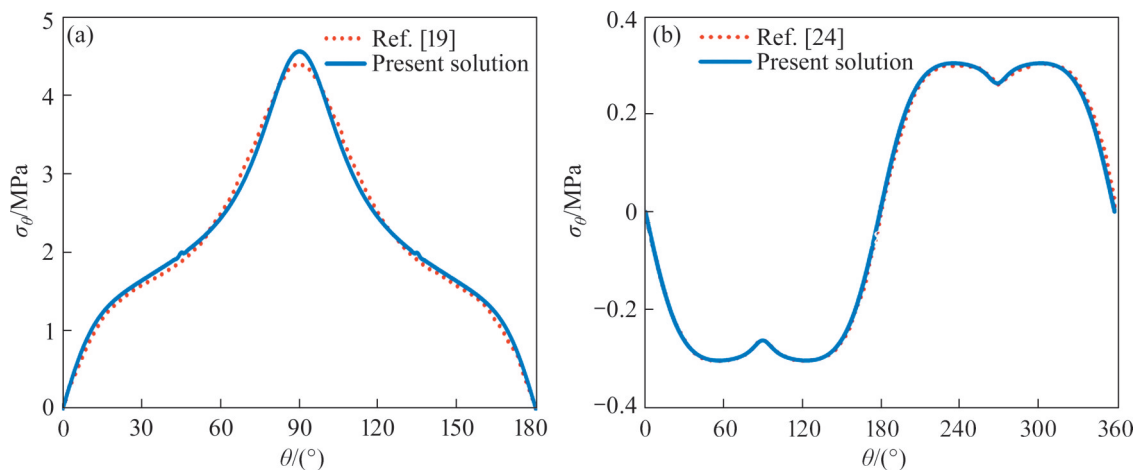 (a)
Ref. [19]
Present solution
5
4
3
2
1
0
σθ/MPa
0 30 60 90 120 150 180
θ/(°)
(b)
Ref. [24]
Present solution
0.4
0.2
0
−0.2
−0.4
σθ/MPa
0 60 120 180 240 300 360
θ/(°)